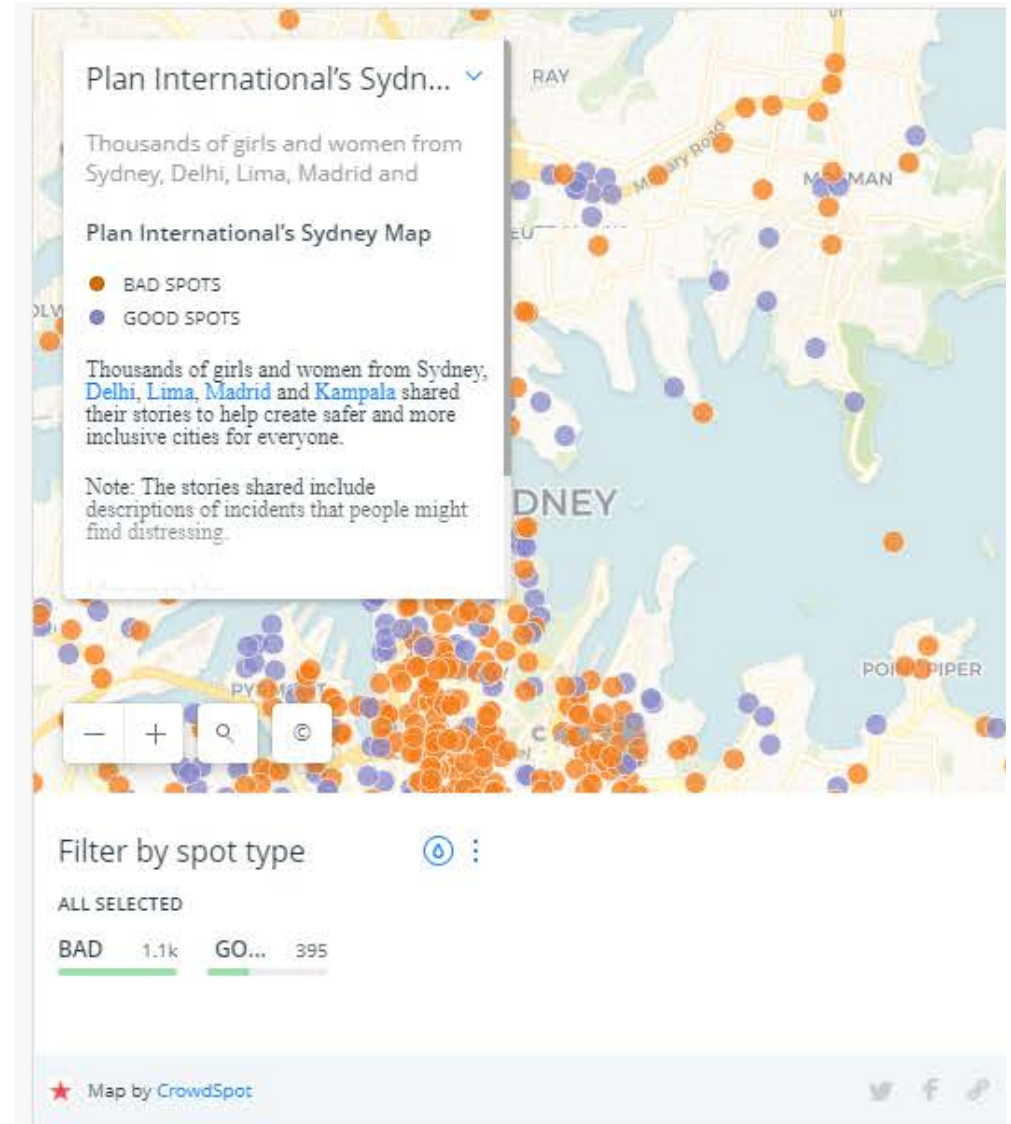 Plan International's Sydn...
Thousands of girls and women from
Sydney, Delhi, Lima, Madrid and
Plan International's Sydney Map
BAD SPOTS
GOOD SPOTS
Thousands of girls and women from Sydney,
Delhi, Lima, Madrid and Kampala shared
their stories to help create safer and more
inclusive cities for everyone.
Note: The stories shared include
descriptions of incidents that people might
find distressing.
RAY
Military Road
DNEY
Filter by spot type
ALL SELECTED
BAD 1.1k GO... 395
Map by CrowdSpot